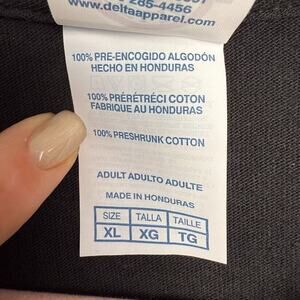 285-4456
www.deltaapparel.com
100% PRE-ENCOGIDO ALGODÓN
HECHO EN HONDURAS
100% PRÉRÉTRÉCI COTON
FABRIQUE AU HONDURAS
100% PRESHRUNK COTTON
ADULT ADULTO ADULTE
MADE IN HONDURAS
SIZE TALLA TAILLE
XL XG TG